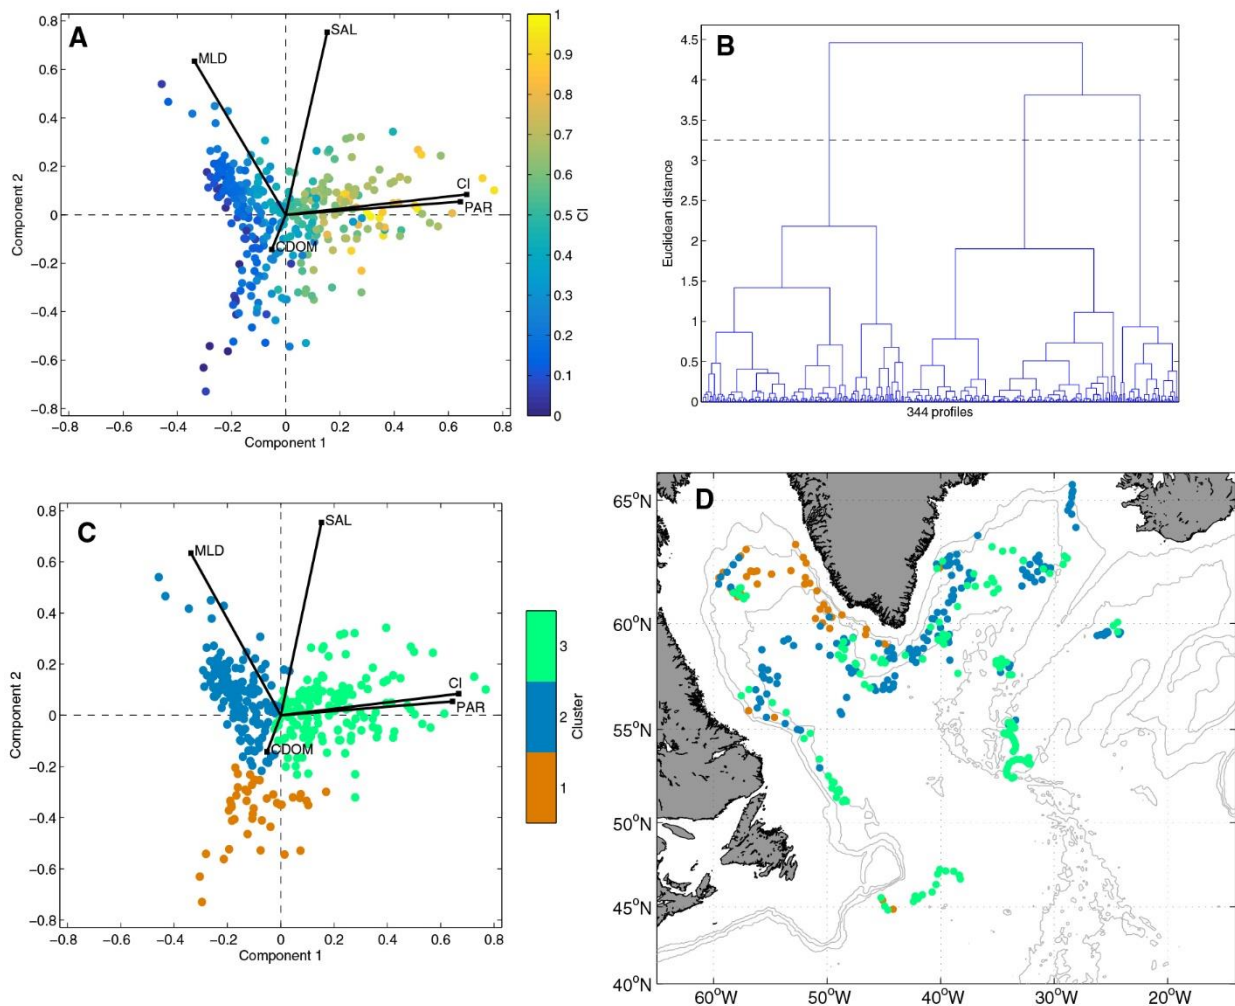 A
SAL
MLD
CI
PAR
CDOM
0.8
0.6
0.4
0.2
0
−0.2
−0.4
−0.6
−0.8
Component 2
−0.8 −0.6 −0.4 −0.2 0 0.2 0.4 0.6 0.8
Component 1
1
0.9
0.8
0.7
0.6
0.5
0.4
0.3
0.2
0.1
0
CI
B
4.5
4
3.5
3
2.5
2
1.5
1
0.5
0
Euclidean distance
344 profiles
C
SAL
MLD
CI
PAR
CDOM
0.8
0.6
0.4
0.2
0
−0.2
−0.4
−0.6
−0.8
Component 2
−0.8 −0.6 −0.4 −0.2 0 0.2 0.4 0.6 0.8
Component 1
3
2
1
Cluster
D
65°N
60°N
55°N
50°N
45°N
40°N
60°W 50°W 40°W 30°W 20°W